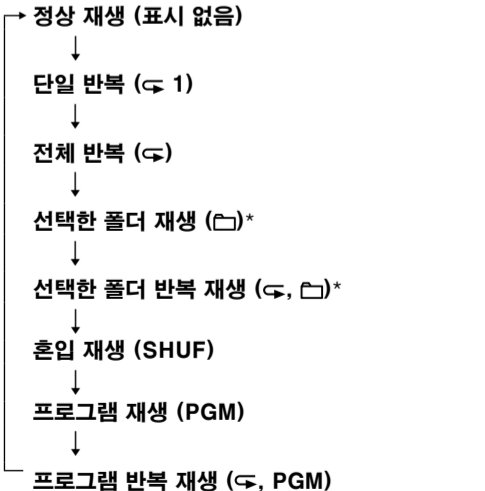 정상 재생 (표시 없음)
단일 반복 (⊂⇁ 1)
전체 반복 (⊂⇁)
선택한 폴더 재생 (🗀)*
선택한 폴더 반복 재생 (⊂⇁, 🗀)*
혼입 재생 (SHUF)
프로그램 재생 (PGM)
프로그램 반복 재생 (⊂⇁, PGM)